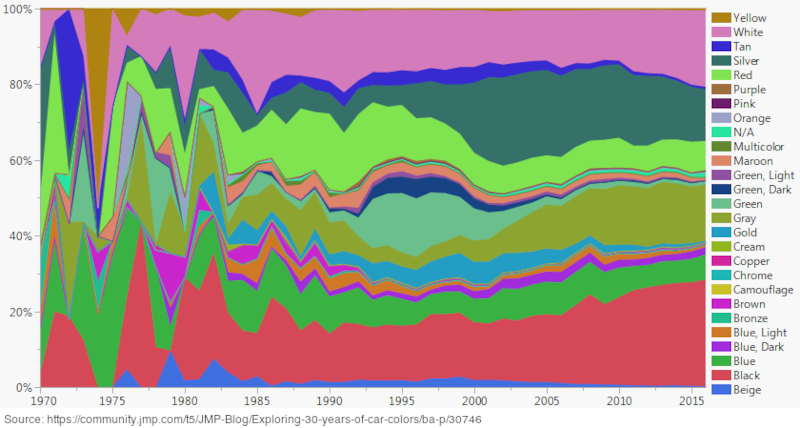 100%
80%
60%
40%
20%
0%
1970 1975 1980 1985 1990 1995 2000 2005 2010 2015
Yellow
White
Tan
Silver
Red
Purple
Pink
Orange
N/A
Multicolor
Maroon
Green, Light
Green, Dark
Green
Gray
Gold
Cream
Copper
Chrome
Camouflage
Brown
Bronze
Blue, Light
Blue, Dark
Blue
Black
Beige
Source: https://community.jmp.com/t5/JMP-Blog/Exploring-30-years-of-car-colors/ba-p/30746